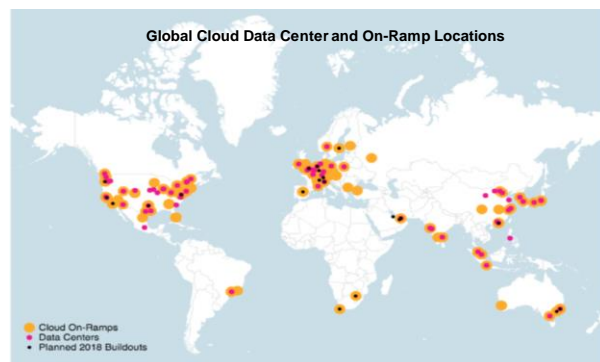 Global Cloud Data Center and On-Ramp Locations
Cloud On-Ramps
Data Centers
Planned 2018 Buildouts